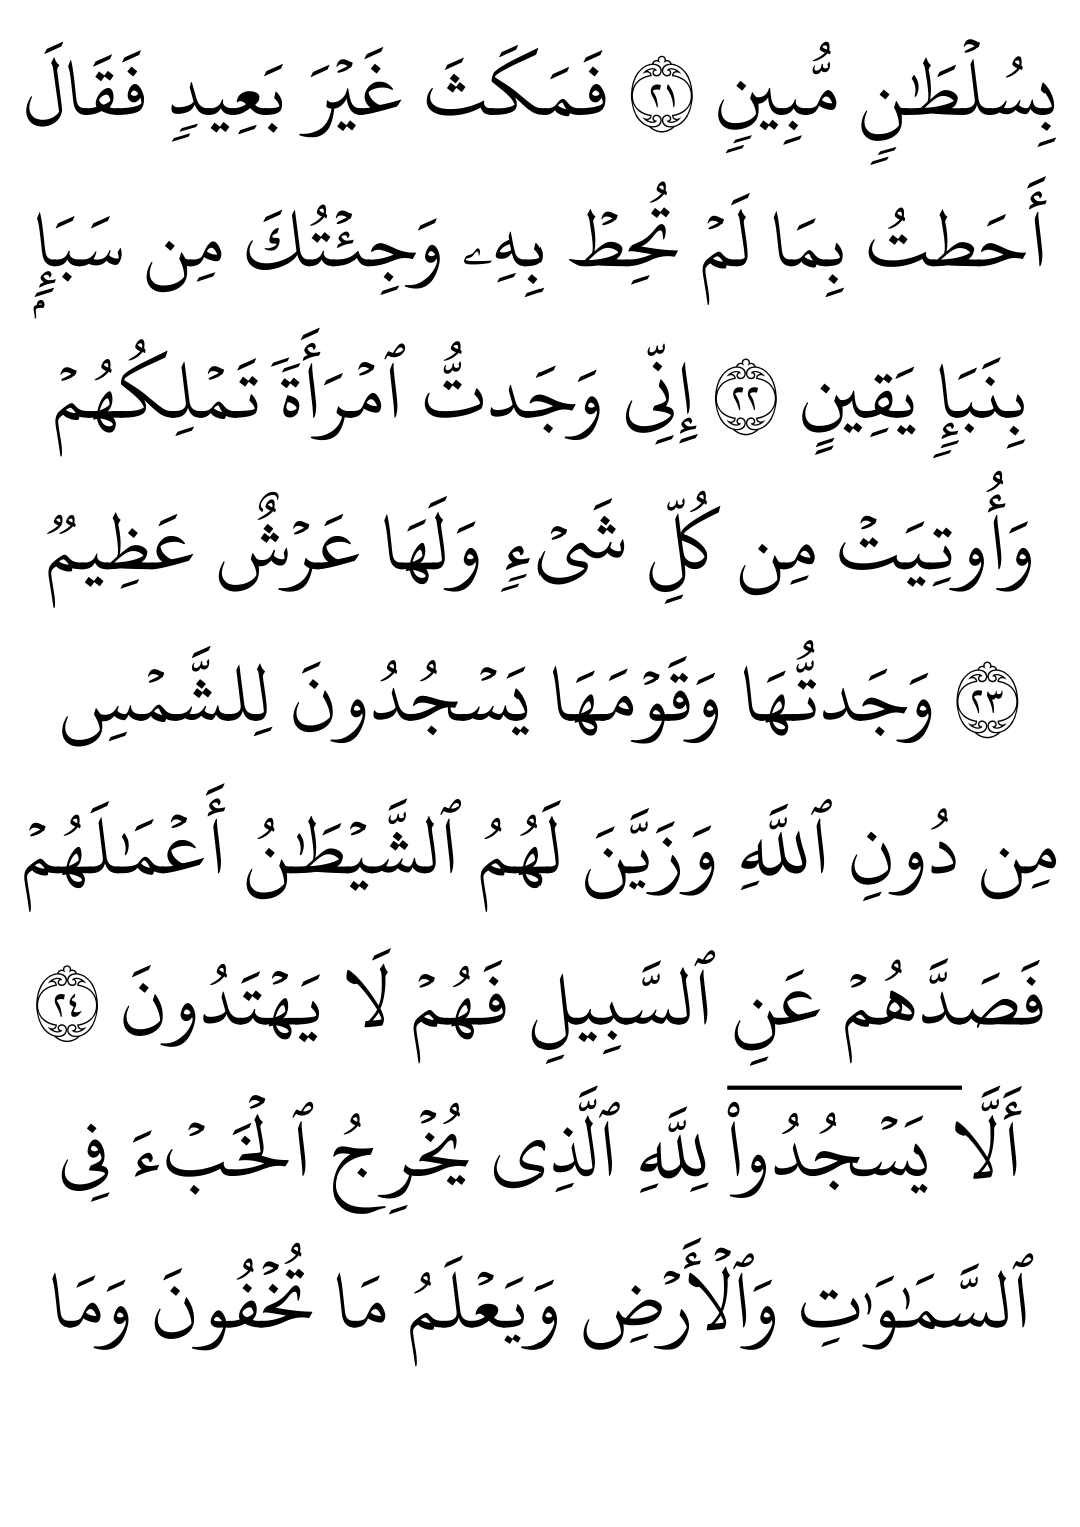 بِسُلۡطَٰنٖ مُّبِينٖ ٢١ فَمَكَثَ غَيۡرَ بَعِيدٖ فَقَالَ
أَحَطتُ بِمَا لَمۡ تُحِطۡ بِهِۦ وَجِئۡتُكَ مِن سَبَإِۭ
بِنَبَإٖ يَقِينٍ ٢٢ إِنِّي وَجَدتُّ ٱمۡرَأَةٗ تَمۡلِكُهُمۡ
وَأُوتِيَتۡ مِن كُلِّ شَيۡءٖ وَلَهَا عَرۡشٌ عَظِيمٞ
٢٣ وَجَدتُّهَا وَقَوۡمَهَا يَسۡجُدُونَ لِلشَّمۡسِ
مِن دُونِ ٱللَّهِ وَزَيَّنَ لَهُمُ ٱلشَّيۡطَٰنُ أَعۡمَٰلَهُمۡ
فَصَدَّهُمۡ عَنِ ٱلسَّبِيلِ فَهُمۡ لَا يَهۡتَدُونَ ٢٤
أَلَّا يَسۡجُدُواْ لِلَّهِ ٱلَّذِي يُخۡرِجُ ٱلۡخَبۡءَ فِي
ٱلسَّمَٰوَٰتِ وَٱلۡأَرۡضِ وَيَعۡلَمُ مَا تُخۡفُونَ وَمَا